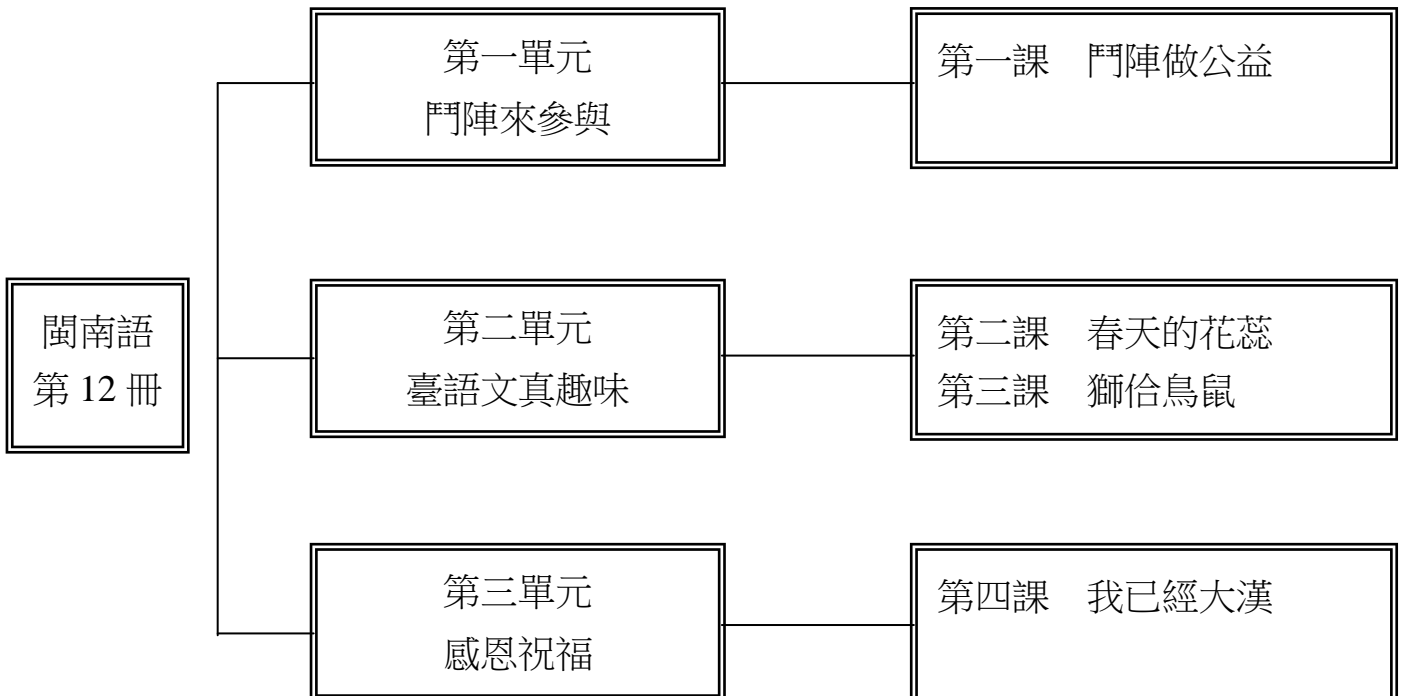 閩南語
第 12 冊
第一單元
鬥陣來參與
第一課　鬥陣做公益
第二單元
臺語文真趣味
第二課　春天的花蕊
第三課　獅佮鳥鼠
第三單元
感恩祝福
第四課　我已經大漢